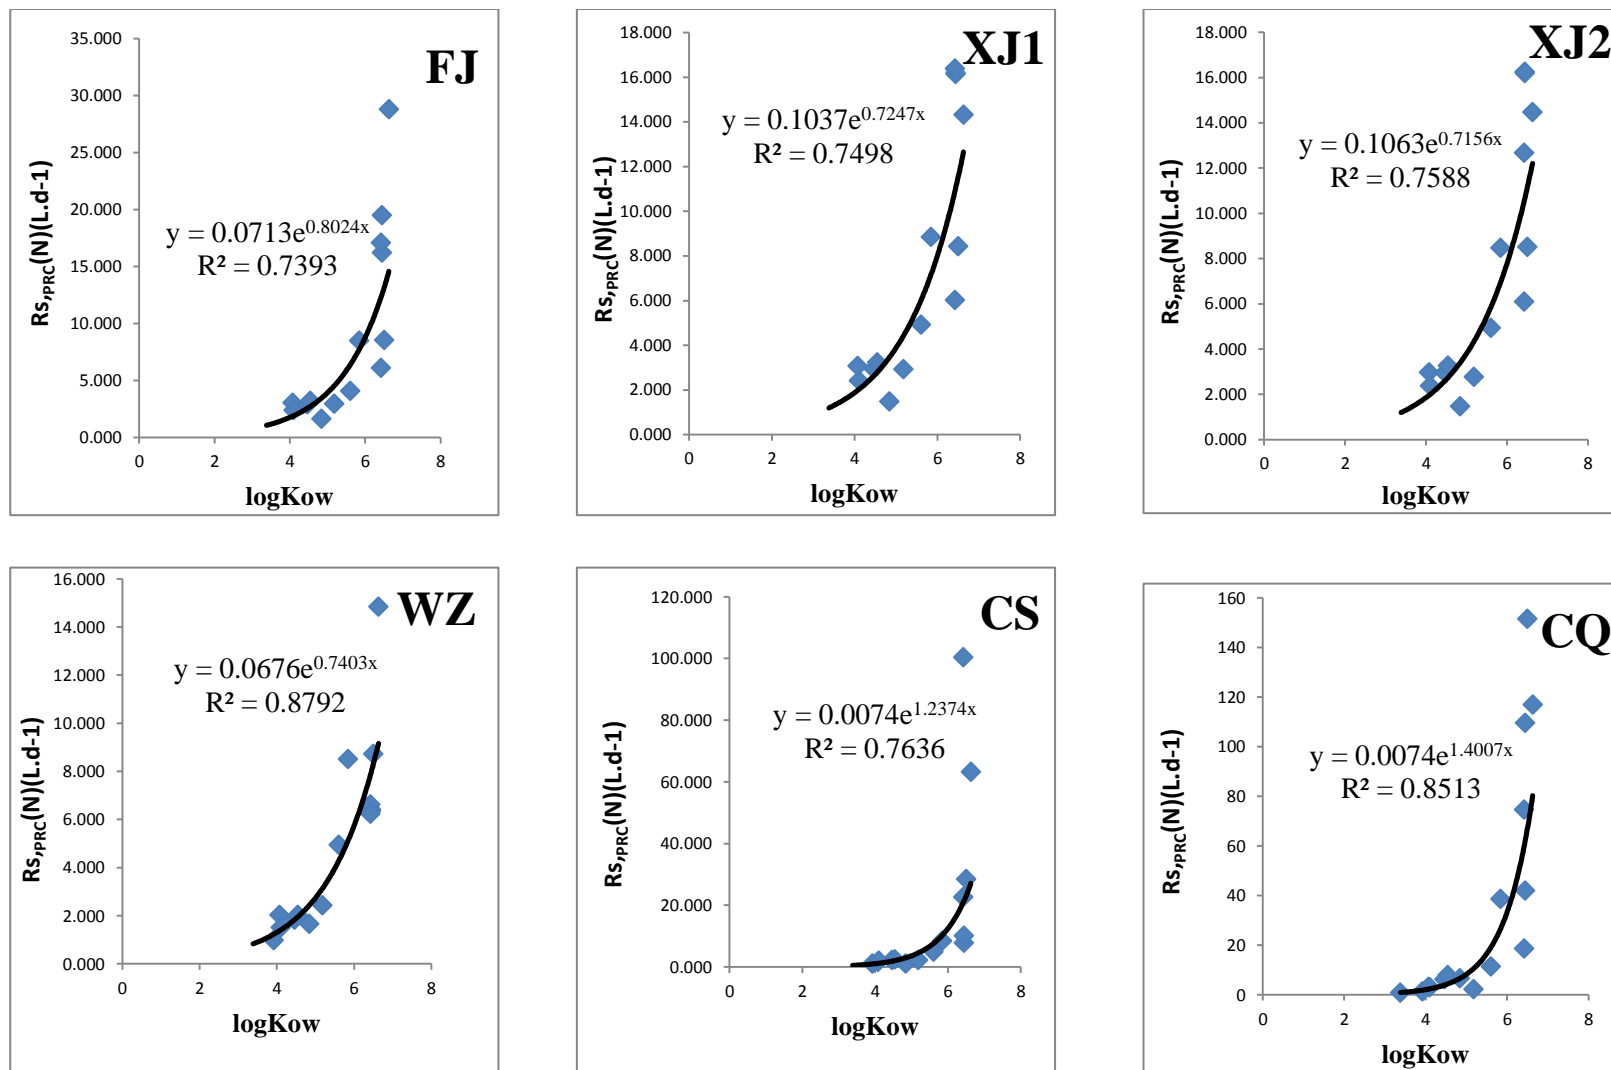 FJ
35.000
30.000
25.000
20.000
15.000
10.000
5.000
0.000
y = 0.0713e^0.8024x
R² = 0.7393
Rs,PRC(N)(L.d-1)
0 2 4 6 8
logKow
XJ1
18.000
16.000
14.000
12.000
10.000
8.000
6.000
4.000
2.000
0.000
y = 0.1037e^0.7247x
R² = 0.7498
Rs,PRC(N)(L.d-1)
0 2 4 6 8
logKow
XJ2
18.000
16.000
14.000
12.000
10.000
8.000
6.000
4.000
2.000
0.000
y = 0.1063e^0.7156x
R² = 0.7588
Rs,PRC(N)(L.d-1)
0 2 4 6 8
logKow
WZ
16.000
14.000
12.000
10.000
8.000
6.000
4.000
2.000
0.000
y = 0.0676e^0.7403x
R² = 0.8792
Rs,PRC(N)(L.d-1)
0 2 4 6 8
logKow
CS
120.000
100.000
80.000
60.000
40.000
20.000
0.000
y = 0.0074e^1.2374x
R² = 0.7636
Rs,PRC(N)(L.d-1)
0 2 4 6 8
logKow
CQ
160
140
120
100
80
60
40
20
0
y = 0.0074e^1.4007x
R² = 0.8513
Rs,PRC(N)(L.d-1)
0 2 4 6 8
logKow